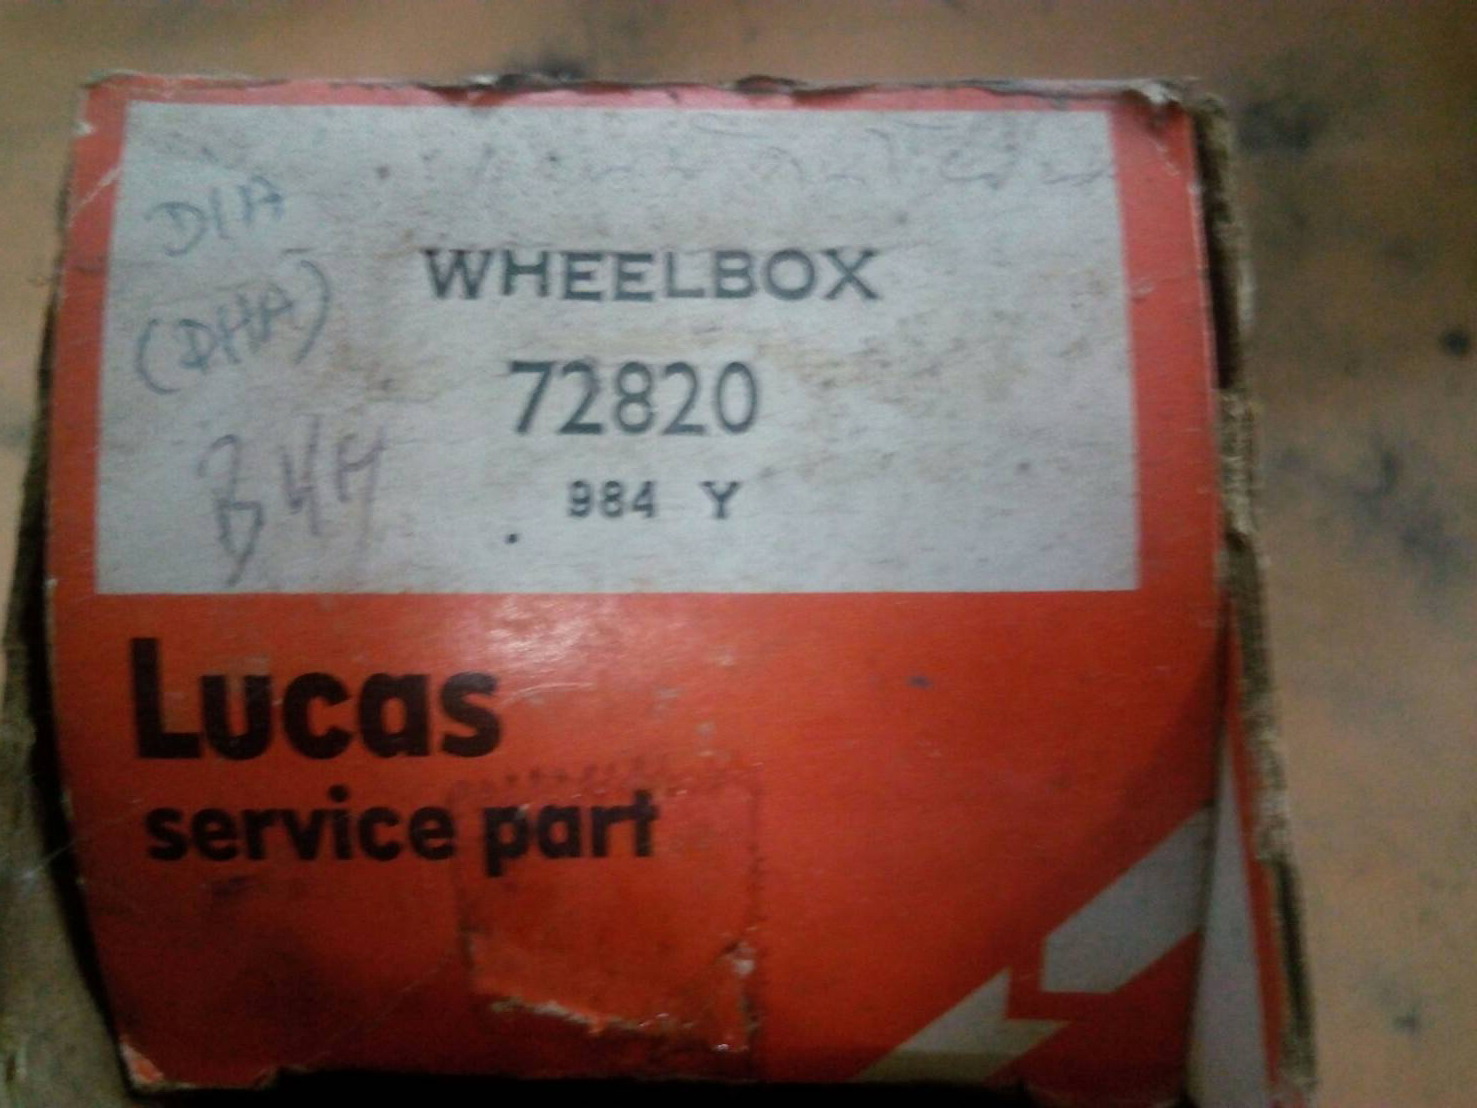 DIA
(DHA)
WHEELBOX
72820
984 Y
Lucas
service part